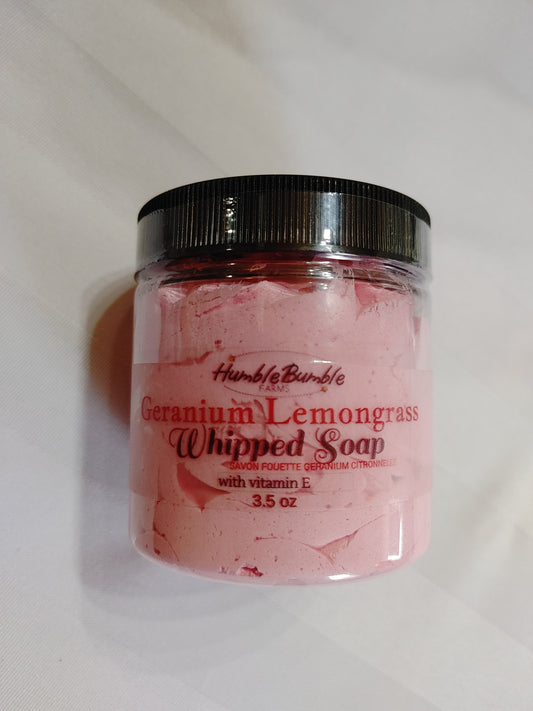 HumbleBumble
FARMS
Geranium Lemongrass
Whipped Soap
SAVON FOUETTE GERANIUM CITRONNELLE
with vitamin E
3.5 oz